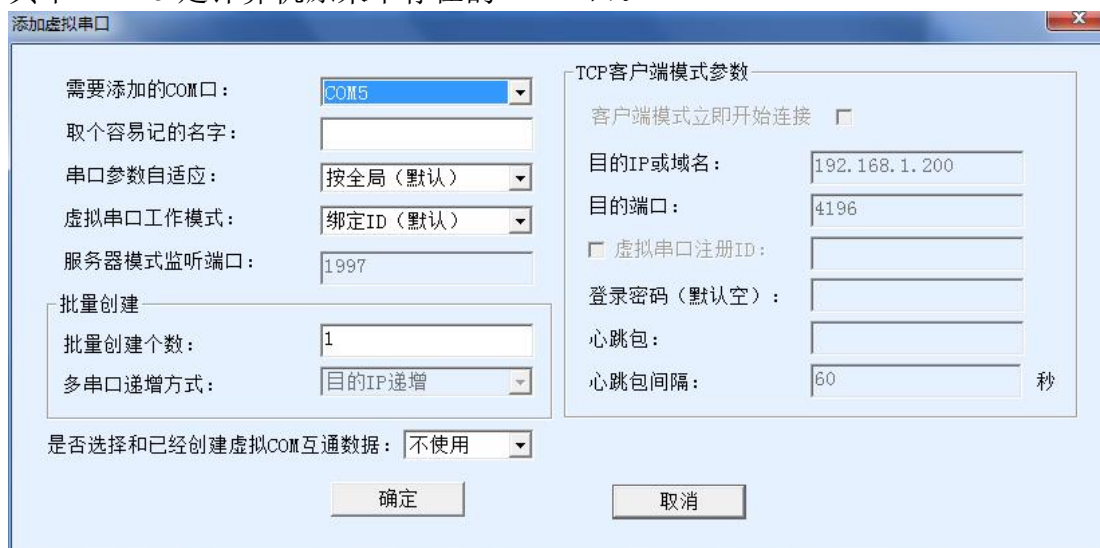 添加虚拟串口
需要添加的COM口：
COM5
取个容易记的名字：
串口参数自适应：
按全局（默认）
虚拟串口工作模式：
绑定ID（默认）
服务器模式监听端口：
1997
批量创建
批量创建个数：
1
多串口递增方式：
目的IP递增
是否选择和已经创建虚拟COM互通数据：
不使用
TCP客户端模式参数
客户端模式立即开始连接
目的IP或域名：
192.168.1.200
目的端口：
4196
虚拟串口注册ID：
登录密码（默认空）：
心跳包：
心跳包间隔：
60
秒
确定
取消